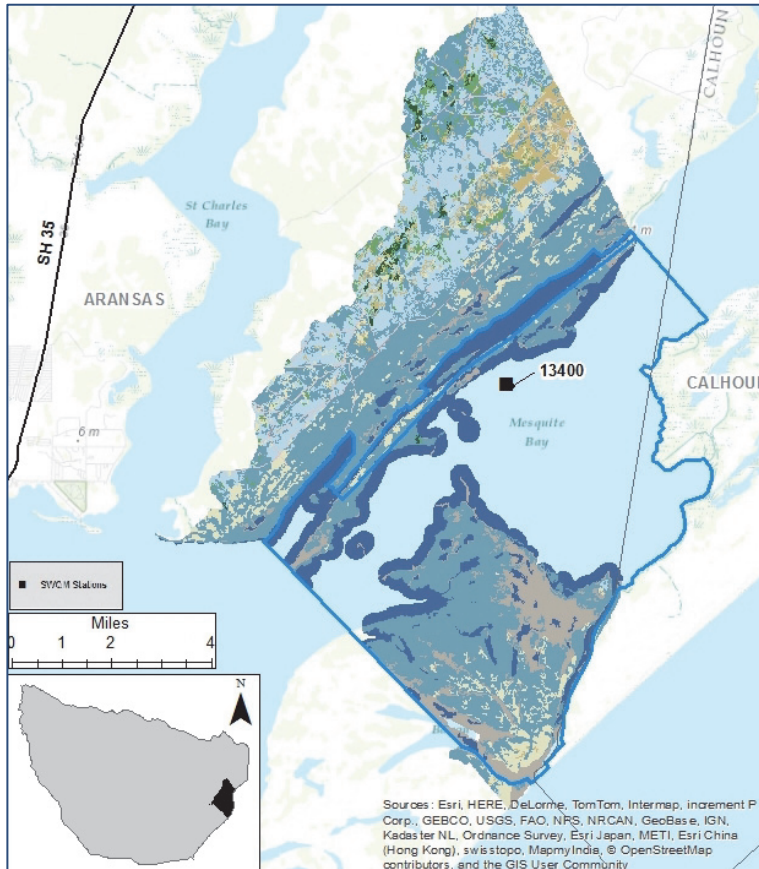 CALHOUN
St Charles
Bay
SH 35
ARANSAS
13400
CALHOUN
Mesquite
Bay
6 m
SWQM Stations
Miles
0 1 2 4
N
Sources: Esri, HERE, DeLorme, TomTom, Intermap, increment P
Corp., GEBCO, USGS, FAO, NPS, NRCAN, GeoBase, IGN,
Kadaster NL, Ordnance Survey, Esri Japan, METI, Esri China
(Hong Kong), swisstopo, MapmyIndia, © OpenStreetMap
contributors, and the GIS User Community